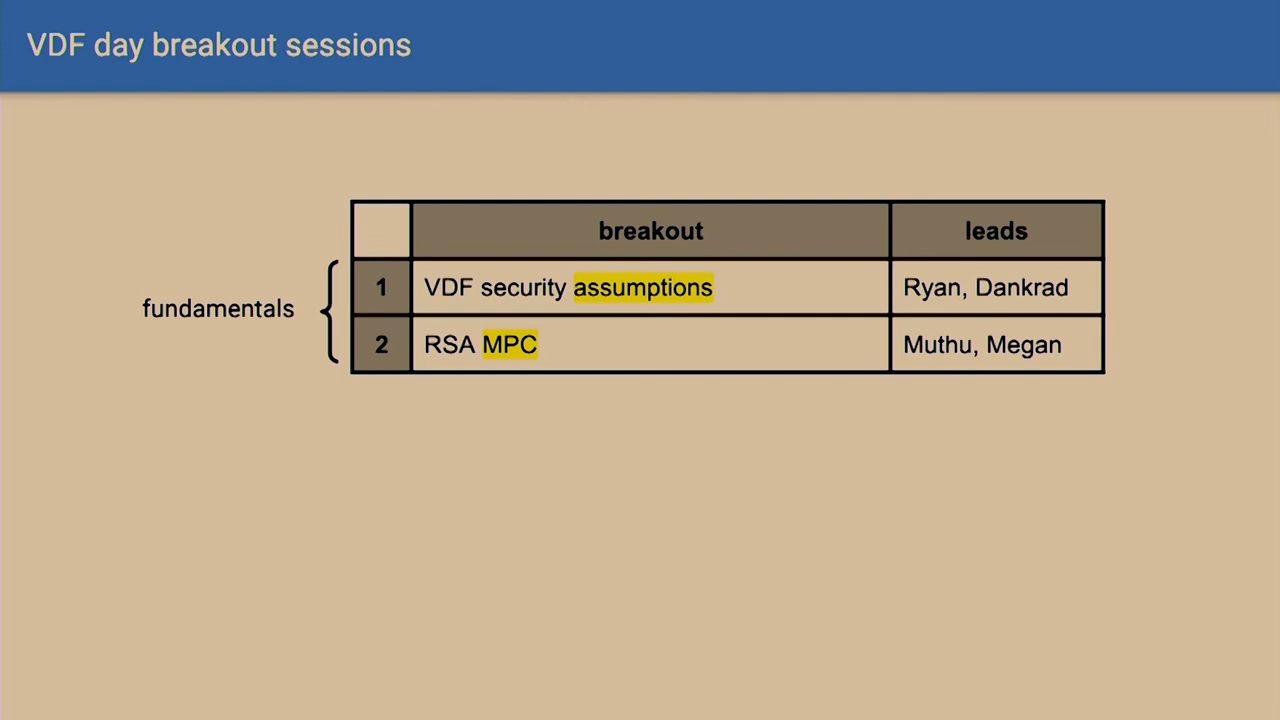 VDF day breakout sessions
breakout leads
fundamentals
1 VDF security assumptions Ryan, Dankrad
2 RSA MPC Muthu, Megan